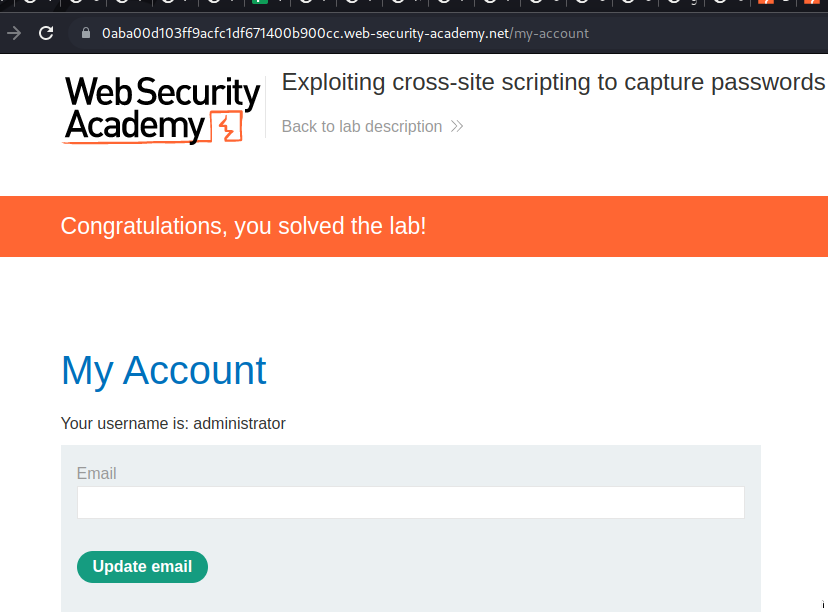 0aba00d103ff9acfc1df671400b900cc.web-security-academy.net/my-account
Web Security
Academy
Exploiting cross-site scripting to capture passwords
Back to lab description
Congratulations, you solved the lab!
My Account
Your username is: administrator
Email
Update email